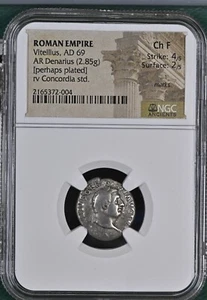 ROMAN EMPIRE
Vitellius, AD 69
AR Denarius (2.85g)
[perhaps plated]
rv Concordia std.
2165372-004
Ch F
Strike: 4/5
Surface: 2/5
NGC
ANCIENTS